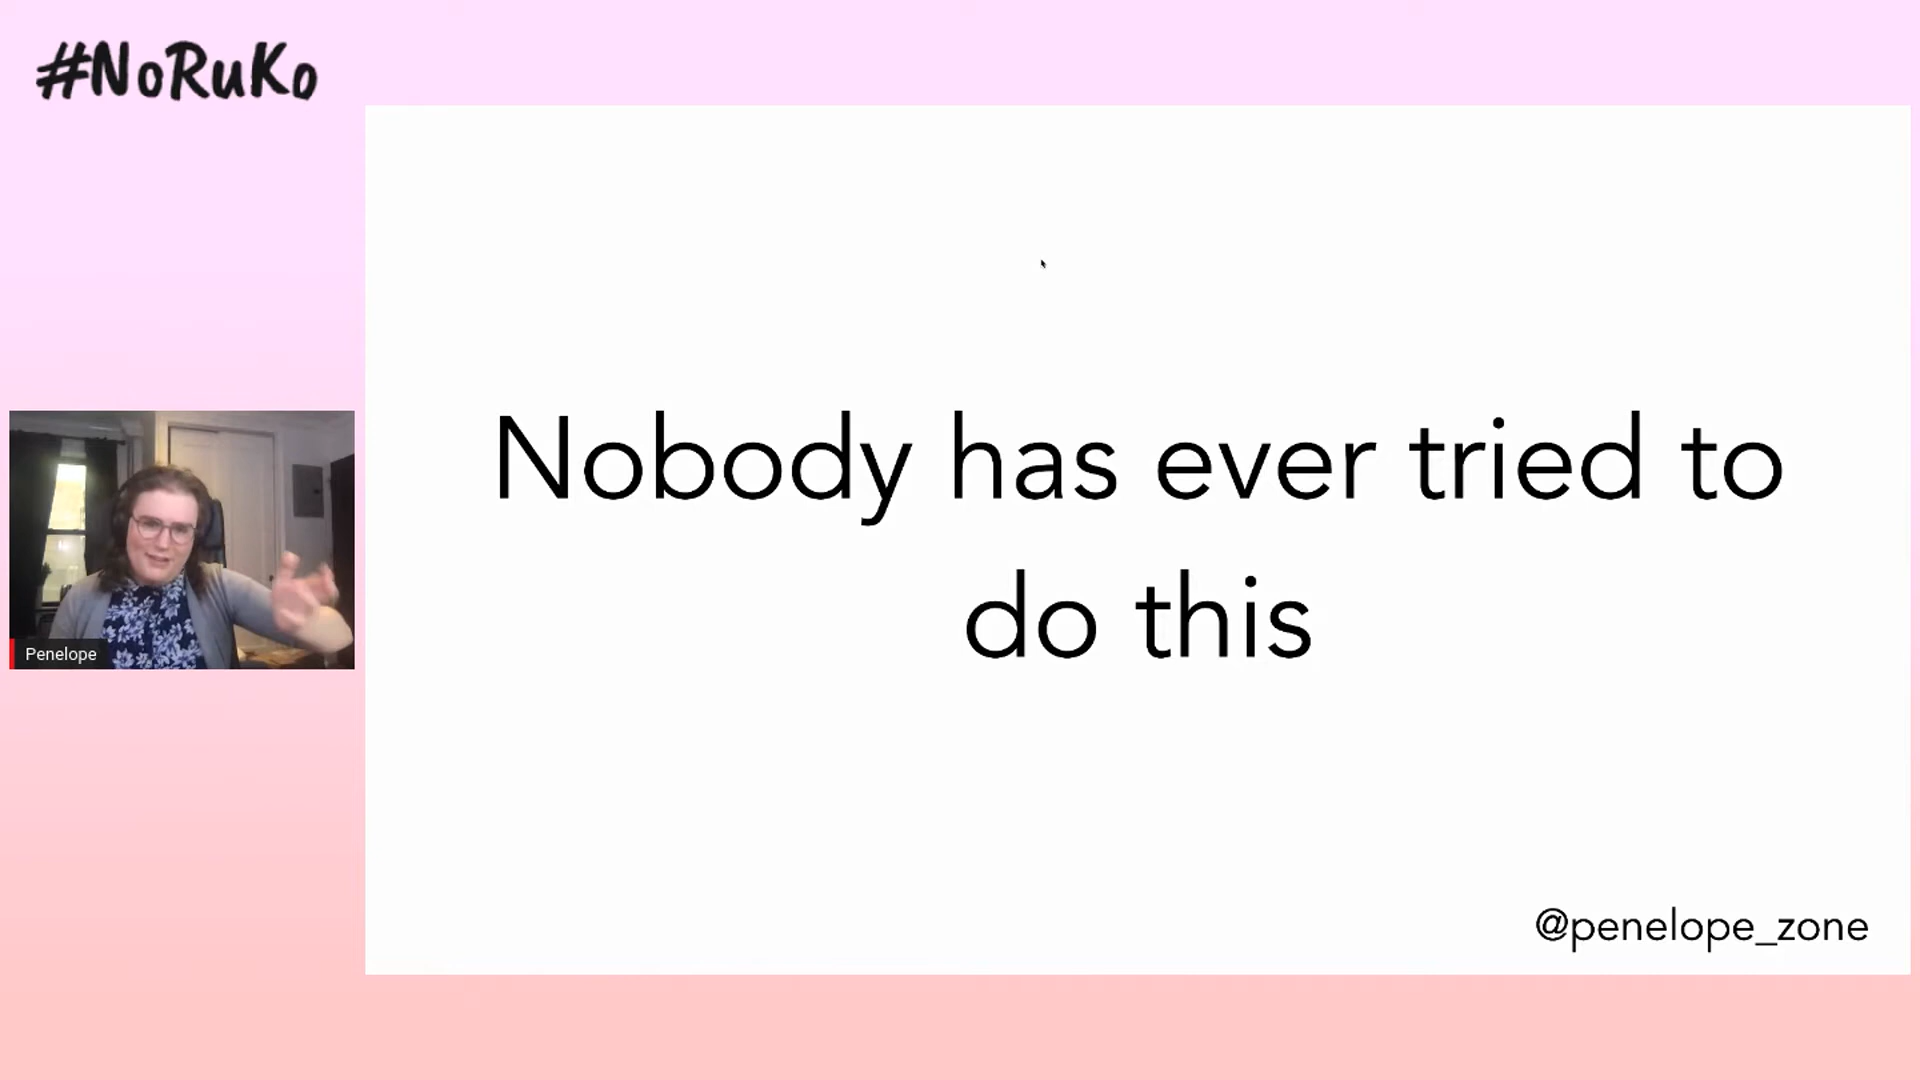 #NoRuKo
Nobody has ever tried to
do this
Penelope
@penelope_zone